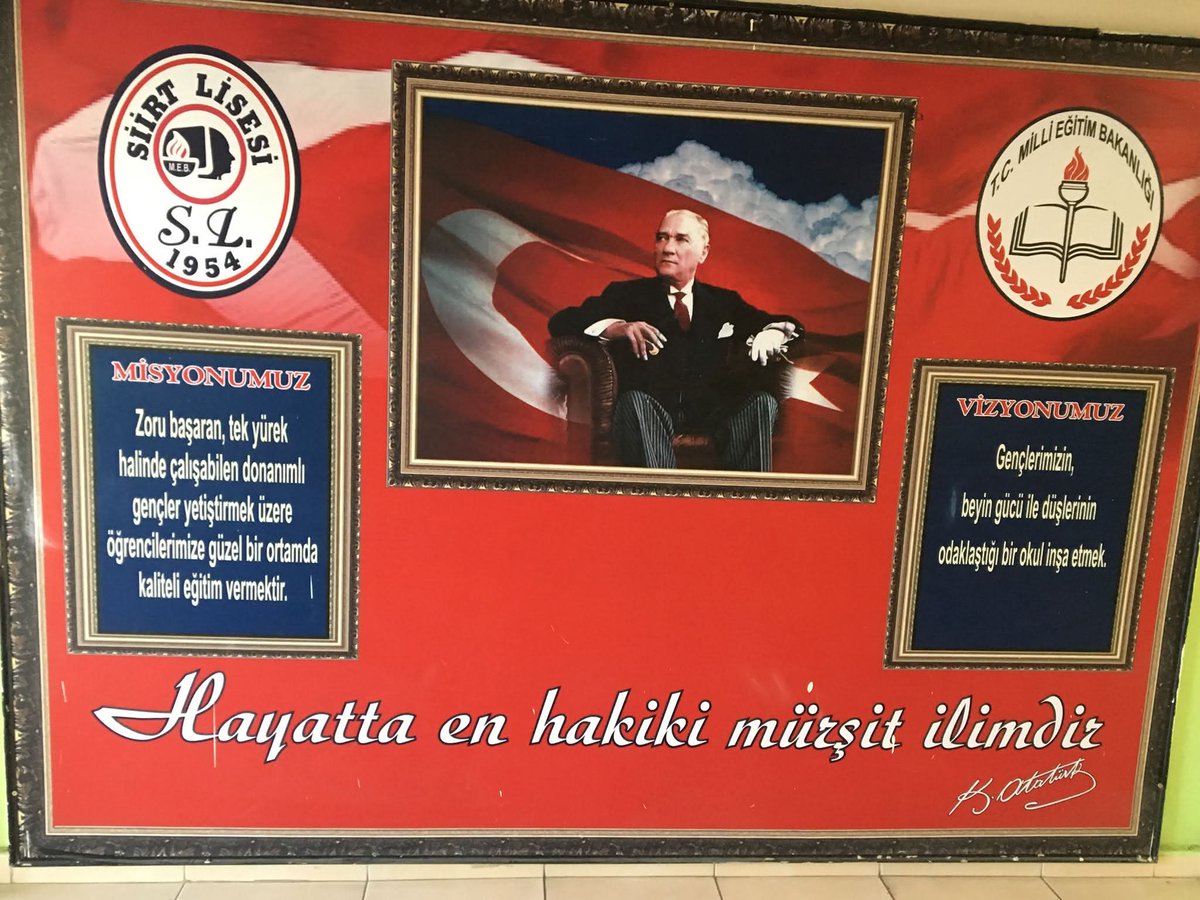 SİİRT LİSESİ
M.E.B.
Ş. L.
1954
T.C. MİLLİ EĞİTİM BAKANLIĞI
MİSYONUMUZ
Zoru başaran, tek yürek
halinde çalışabilen donanımlı
gençler yetiştirmek üzere
öğrencilerimize güzel bir ortamda
kaliteli eğitim vermektir.
VİZYONUMUZ
Gençlerimizin,
beyin gücü ile düşlerinin
odaklaştığı bir okul inşa etmek.
Hayatta en hakiki mürşit ilimdir
K. Atatürk